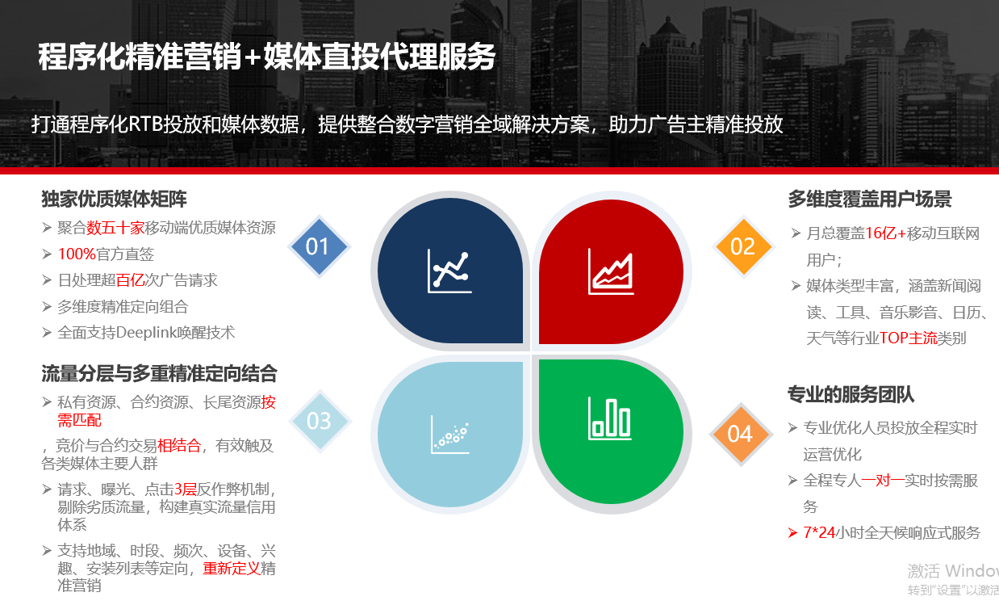 程序化精准营销+媒体直投代理服务
打通程序化RTB投放和媒体数据，提供整合数字营销全域解决方案，助力广告主精准投放
独家优质媒体矩阵
聚合数五十家移动端优质媒体资源
100%官方直签
日处理超百亿次广告请求
多维度精准定向组合
全面支持Deeplink唤醒技术
01
02
多维度覆盖用户场景
月总覆盖16亿+移动互联网
用户；
媒体类型丰富，涵盖新闻阅
读、工具、音乐影音、日历、
天气等行业TOP主流类别
流量分层与多重精准定向结合
私有资源、合约资源、长尾资源按
需匹配
，竞价与合约交易相结合，有效触及
各类媒体主要人群
请求、曝光、点击3层反作弊机制，
剔除劣质流量，构建真实流量信用
体系
支持地域、时段、频次、设备、兴
趣、安装列表等定向，重新定义精
准营销
03
04
专业的服务团队
专业优化人员投放全程实时
运营优化
全程专人一对一实时按需服
务
7*24小时全天候响应式服务
激活 Windo
转到“设置”以激活